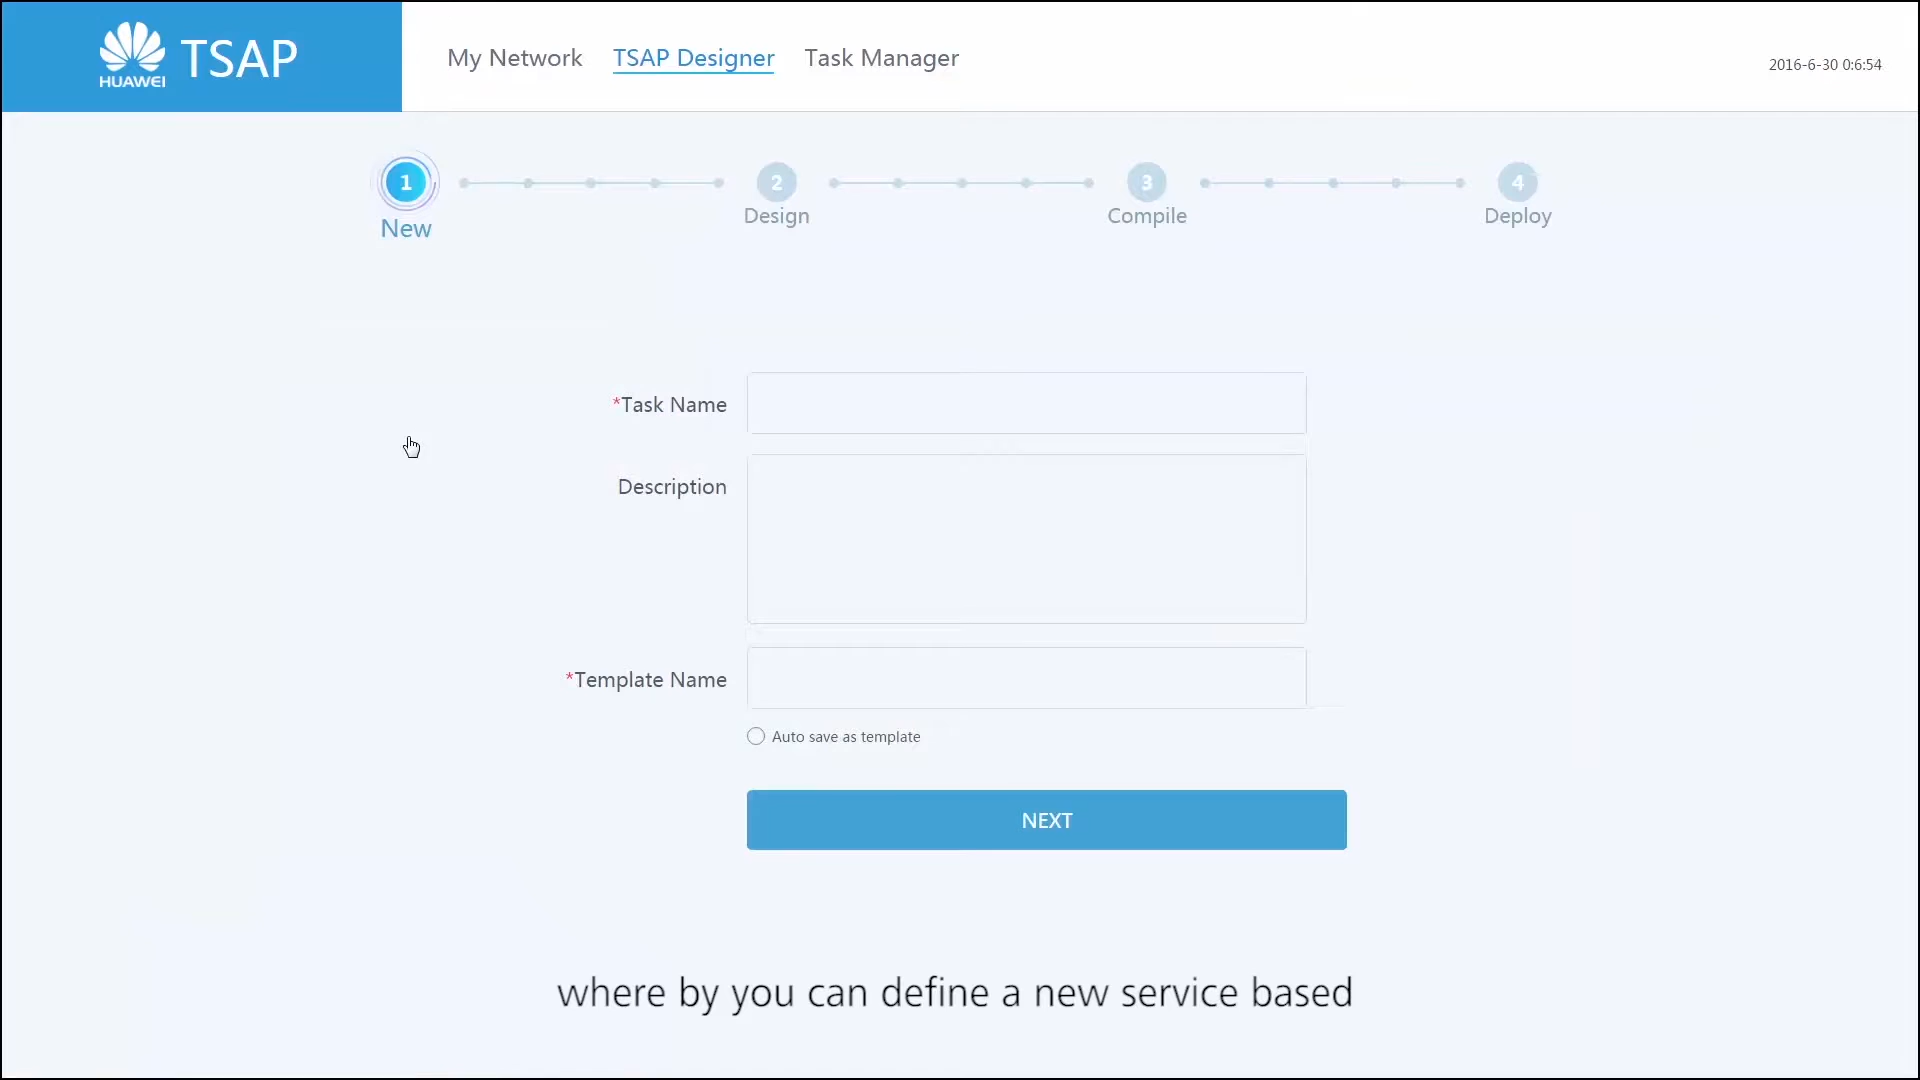 HUAWEI TSAP
My Network TSAP Designer Task Manager
2016-6-30 0:6:54
1 2 3 4
New Design Compile Deploy
*Task Name
Description
*Template Name
Auto save as template
NEXT
where by you can define a new service based